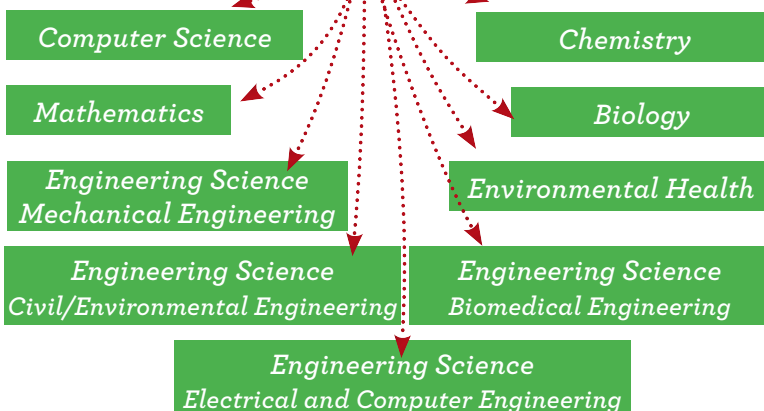 Computer Science
Chemistry
Mathematics
Biology
Engineering Science
Mechanical Engineering
Environmental Health
Engineering Science
Civil/Environmental Engineering
Engineering Science
Biomedical Engineering
Engineering Science
Electrical and Computer Engineering